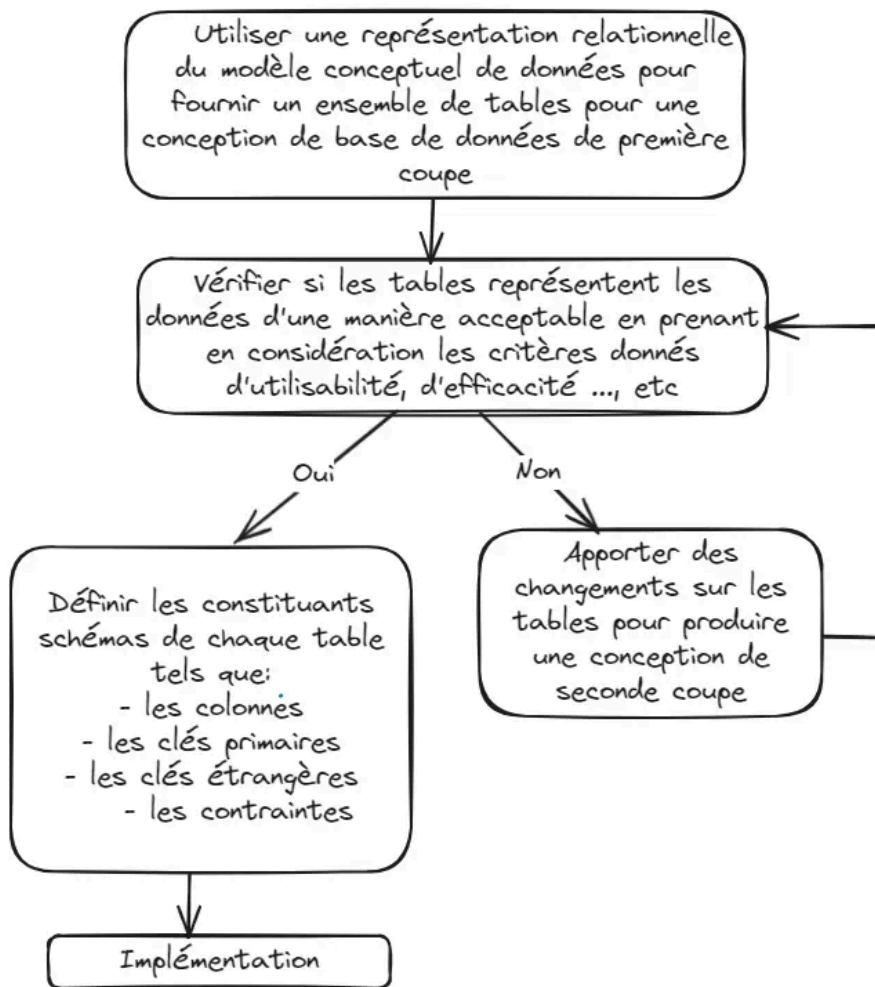 Utiliser une représentation relationnelle
du modèle conceptuel de données pour
fournir un ensemble de tables pour une
conception de base de données de première
coupe
Vérifier si les tables représentent les
données d'une manière acceptable en prenant
en considération les critères donnés
d'utilisabilité, d'efficacité ..., etc
Oui
Non
Définir les constituants
schémas de chaque table
tels que:
- les colonnes
- les clés primaires
- les clés étrangères
- les contraintes
Apporter des
changements sur les
tables pour produire
une conception de
seconde coupe
Implémentation